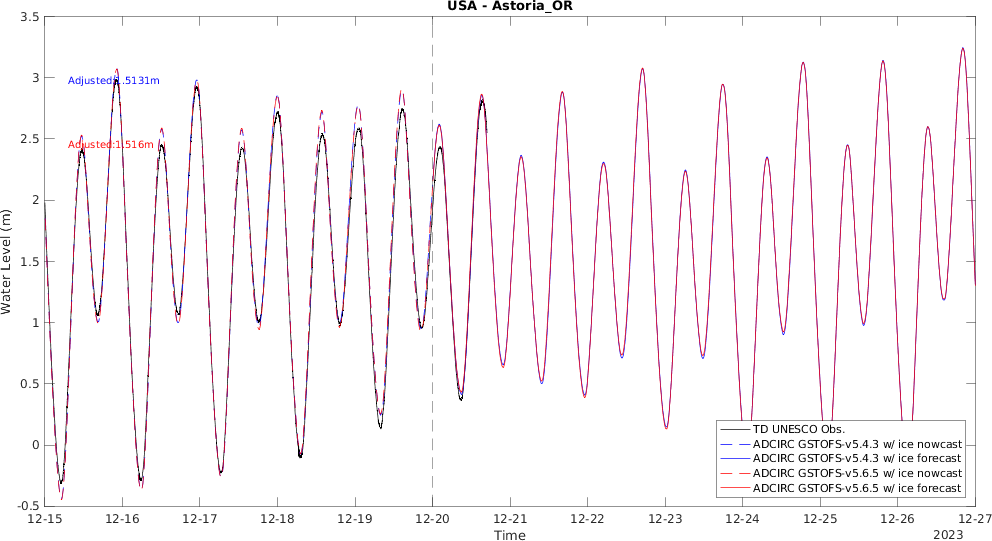 USA - Astoria_OR
3.5
3
2.5
2
1.5
1
0.5
0
-0.5
Water Level (m)
Adjusted:1.5131m
Adjusted:1.516m
TD UNESCO Obs.
ADCIRC GSTOFS-v5.4.3 w/ ice nowcast
ADCIRC GSTOFS-v5.4.3 w/ ice forecast
ADCIRC GSTOFS-v5.6.5 w/ ice nowcast
ADCIRC GSTOFS-v5.6.5 w/ ice forecast
12-15 12-16 12-17 12-18 12-19 12-20 12-21 12-22 12-23 12-24 12-25 12-26 12-27
Time
2023